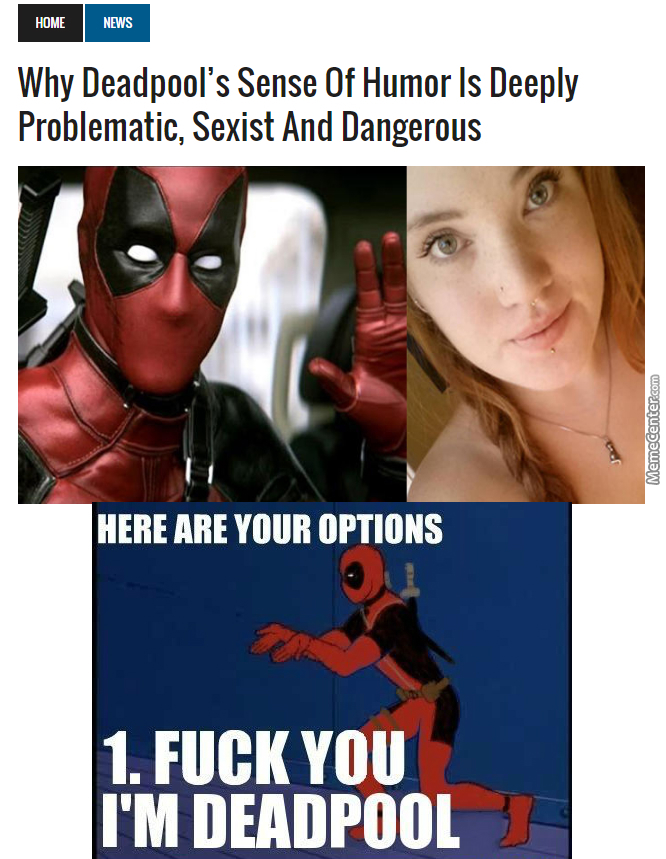 HOME NEWS
Why Deadpool's Sense Of Humor Is Deeply
Problematic, Sexist And Dangerous
MemeCenter.com
HERE ARE YOUR OPTIONS
1. FUCK YOU
I'M DEADPOOL